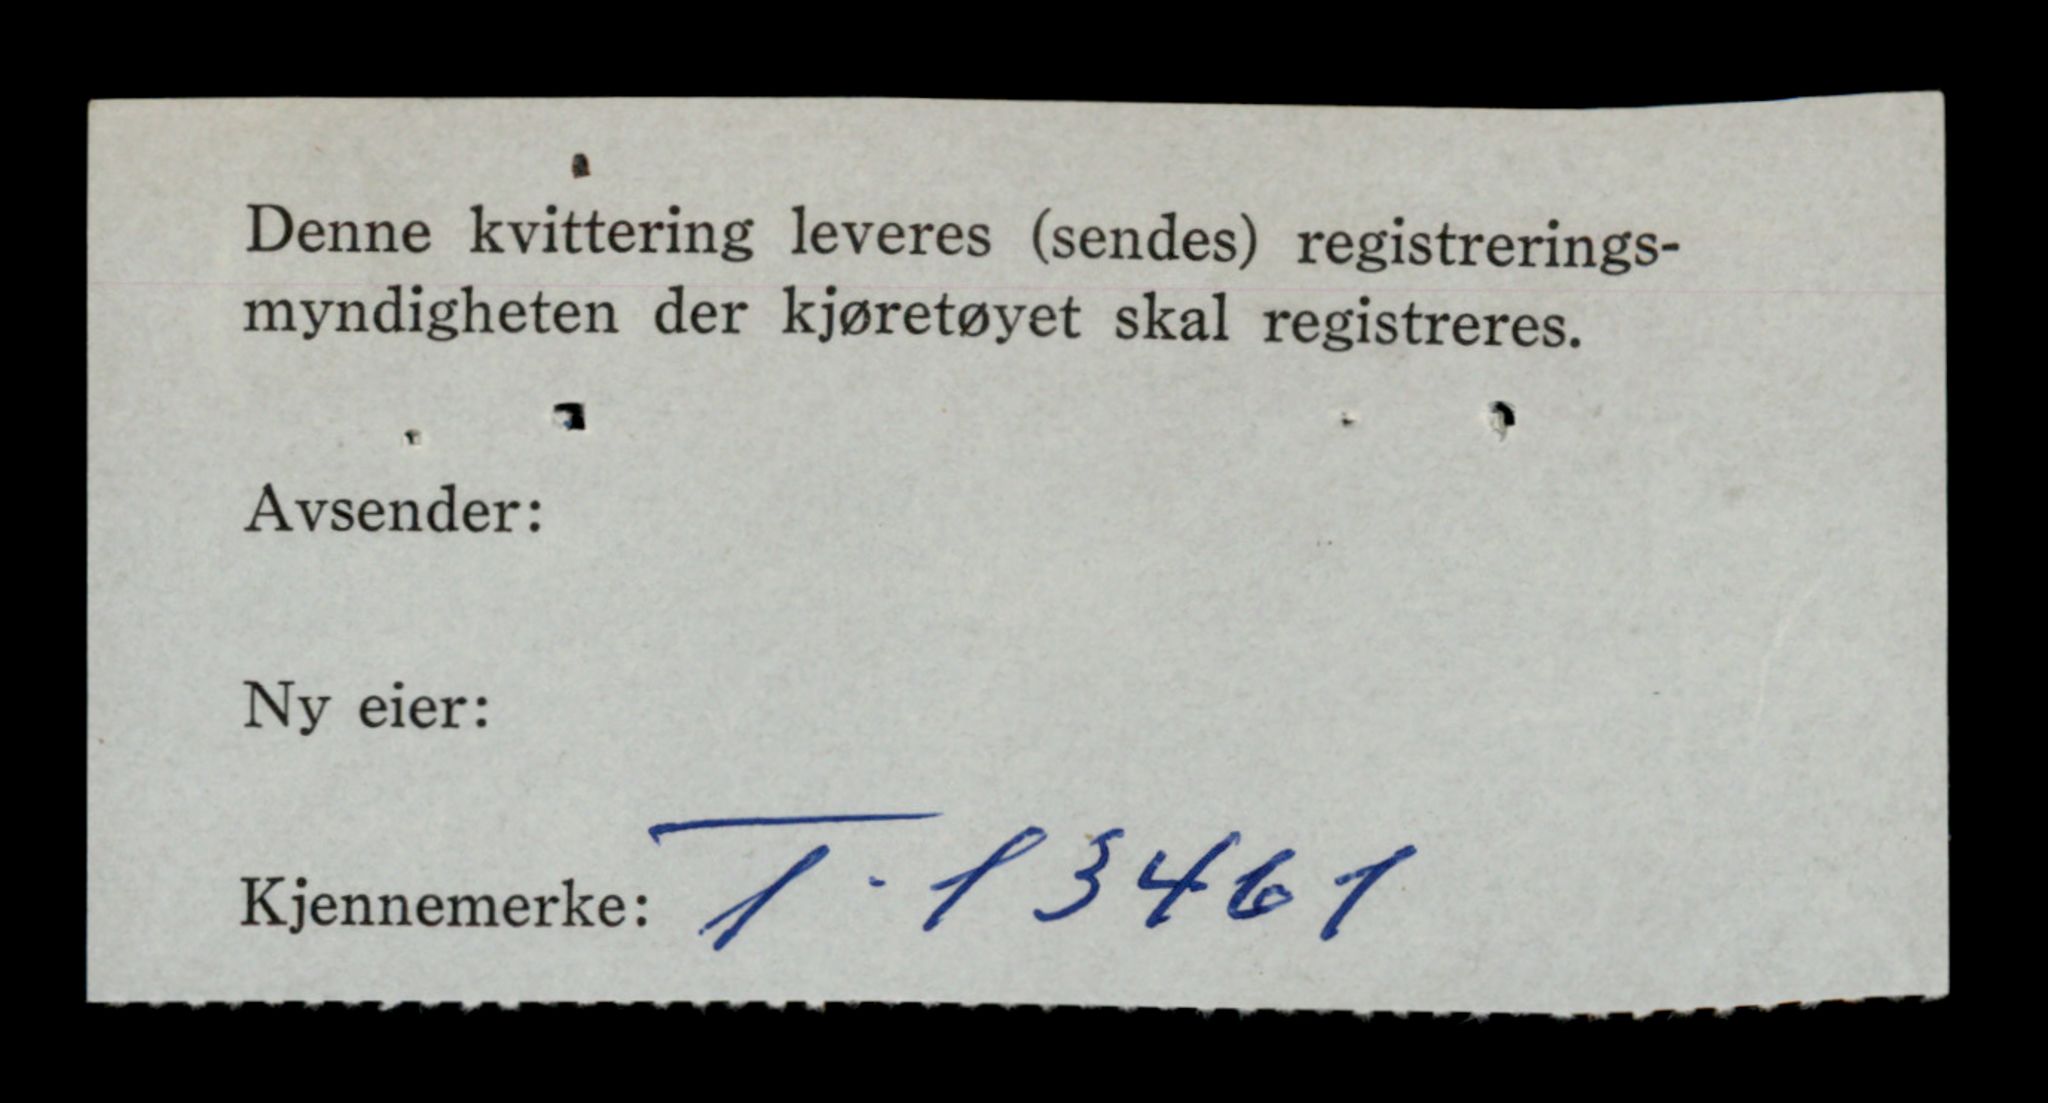 Denne kvittering leveres (sendes) registrerings-
myndigheten der kjøretøyet skal registreres.
Avsender:
Ny eier:
Kjennemerke: T-13461